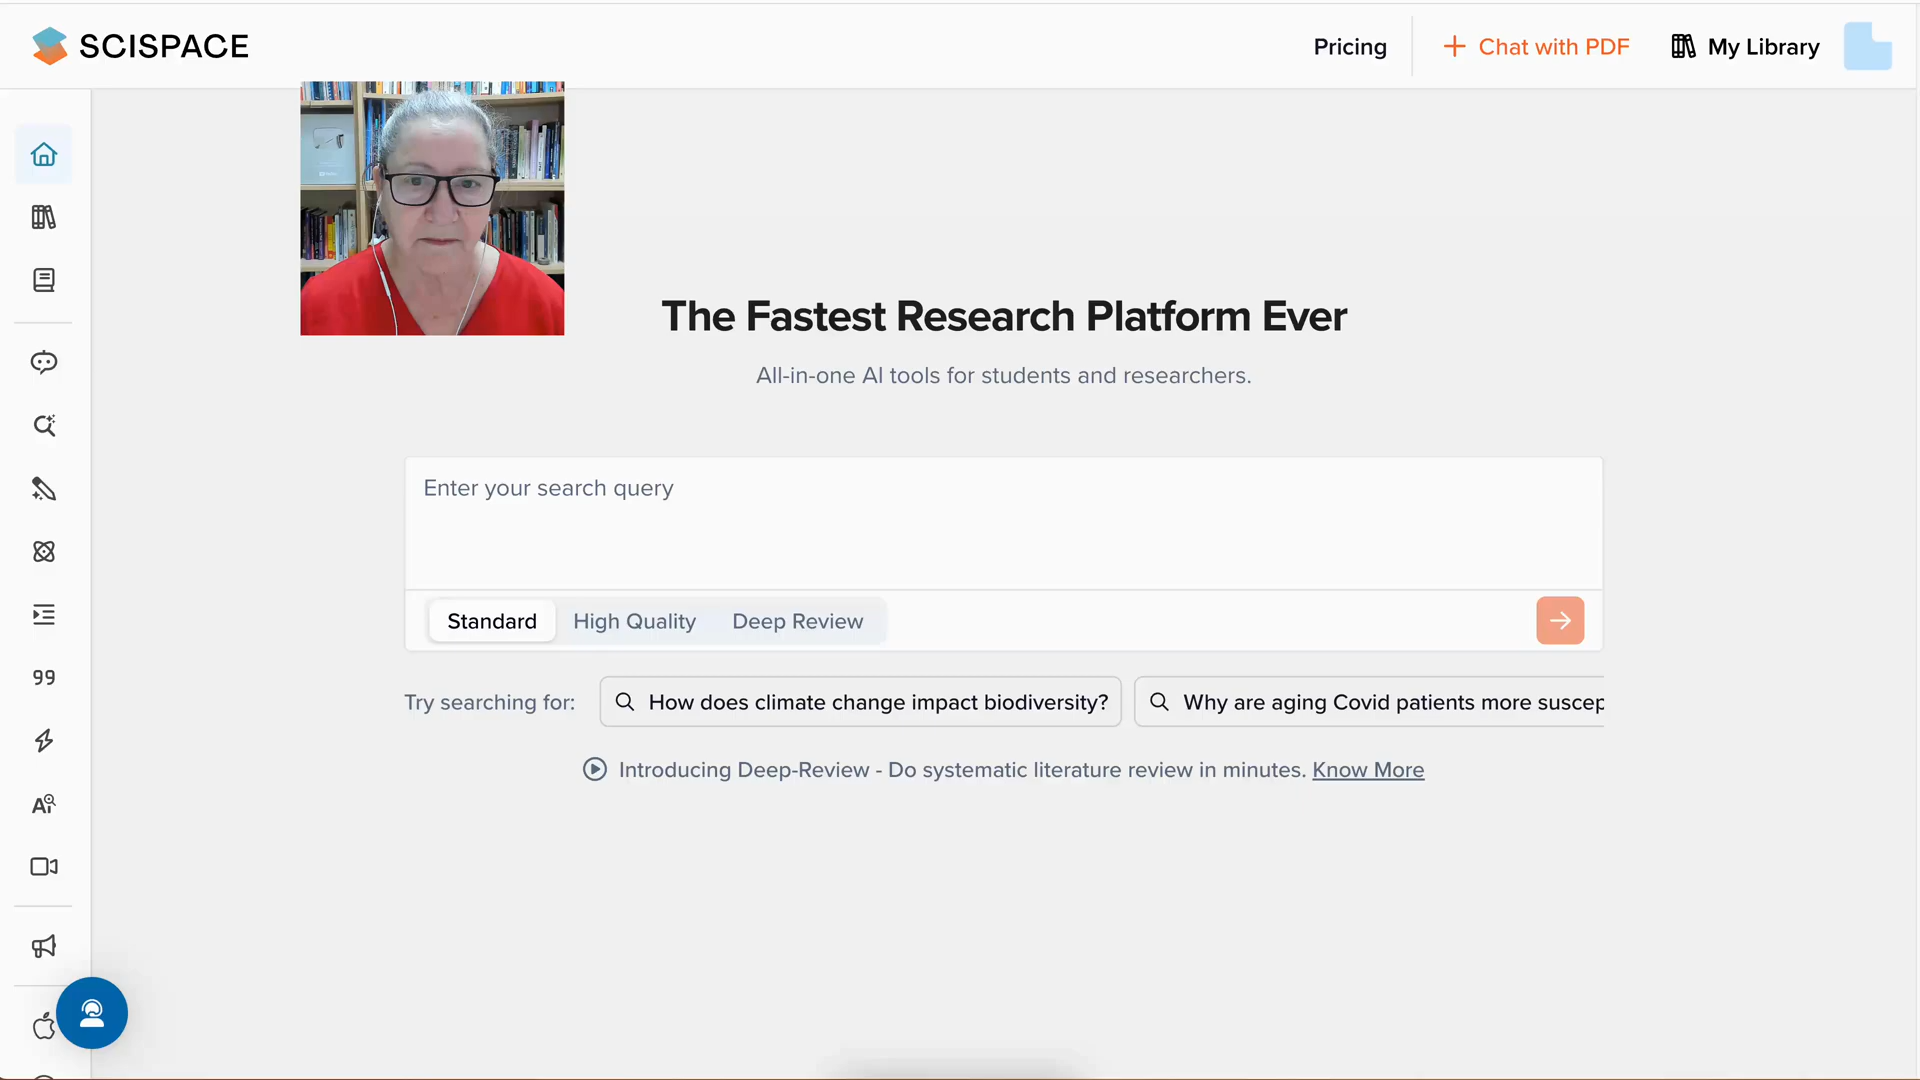 SCISPACE
Pricing
Chat with PDF
My Library
The Fastest Research Platform Ever
All-in-one AI tools for students and researchers.
Enter your search query
Standard
High Quality
Deep Review
Try searching for:
How does climate change impact biodiversity?
Why are aging Covid patients more suscep
Introducing Deep-Review - Do systematic literature review in minutes. Know More